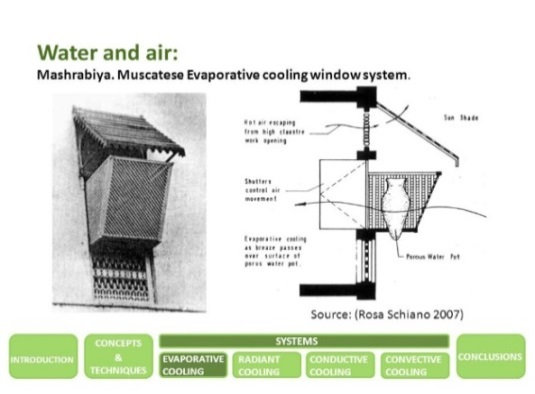 Water and air:
Mashrabiya. Muscatese Evaporative cooling window system.
Hot air escaping
from high claestre
work opening
Sun Shade
Shutters
control air
movement
Evaporative cooling
as breeze passes
over surface of
porus water pot.
Porous Water Pot
Source: (Rosa Schiano 2007)
INTRODUCTION
CONCEPTS
&
TECHNIQUES
SYSTEMS
EVAPORATIVE
COOLING
RADIANT
COOLING
CONDUCTIVE
COOLING
CONVECTIVE
COOLING
CONCLUSIONS